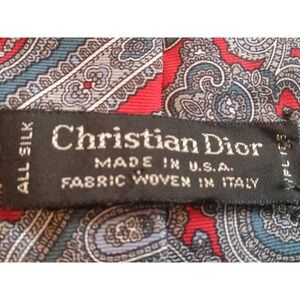 ALL SILK
Christian Dior
MADE IN U.S.A.
FABRIC WOVEN IN ITALY